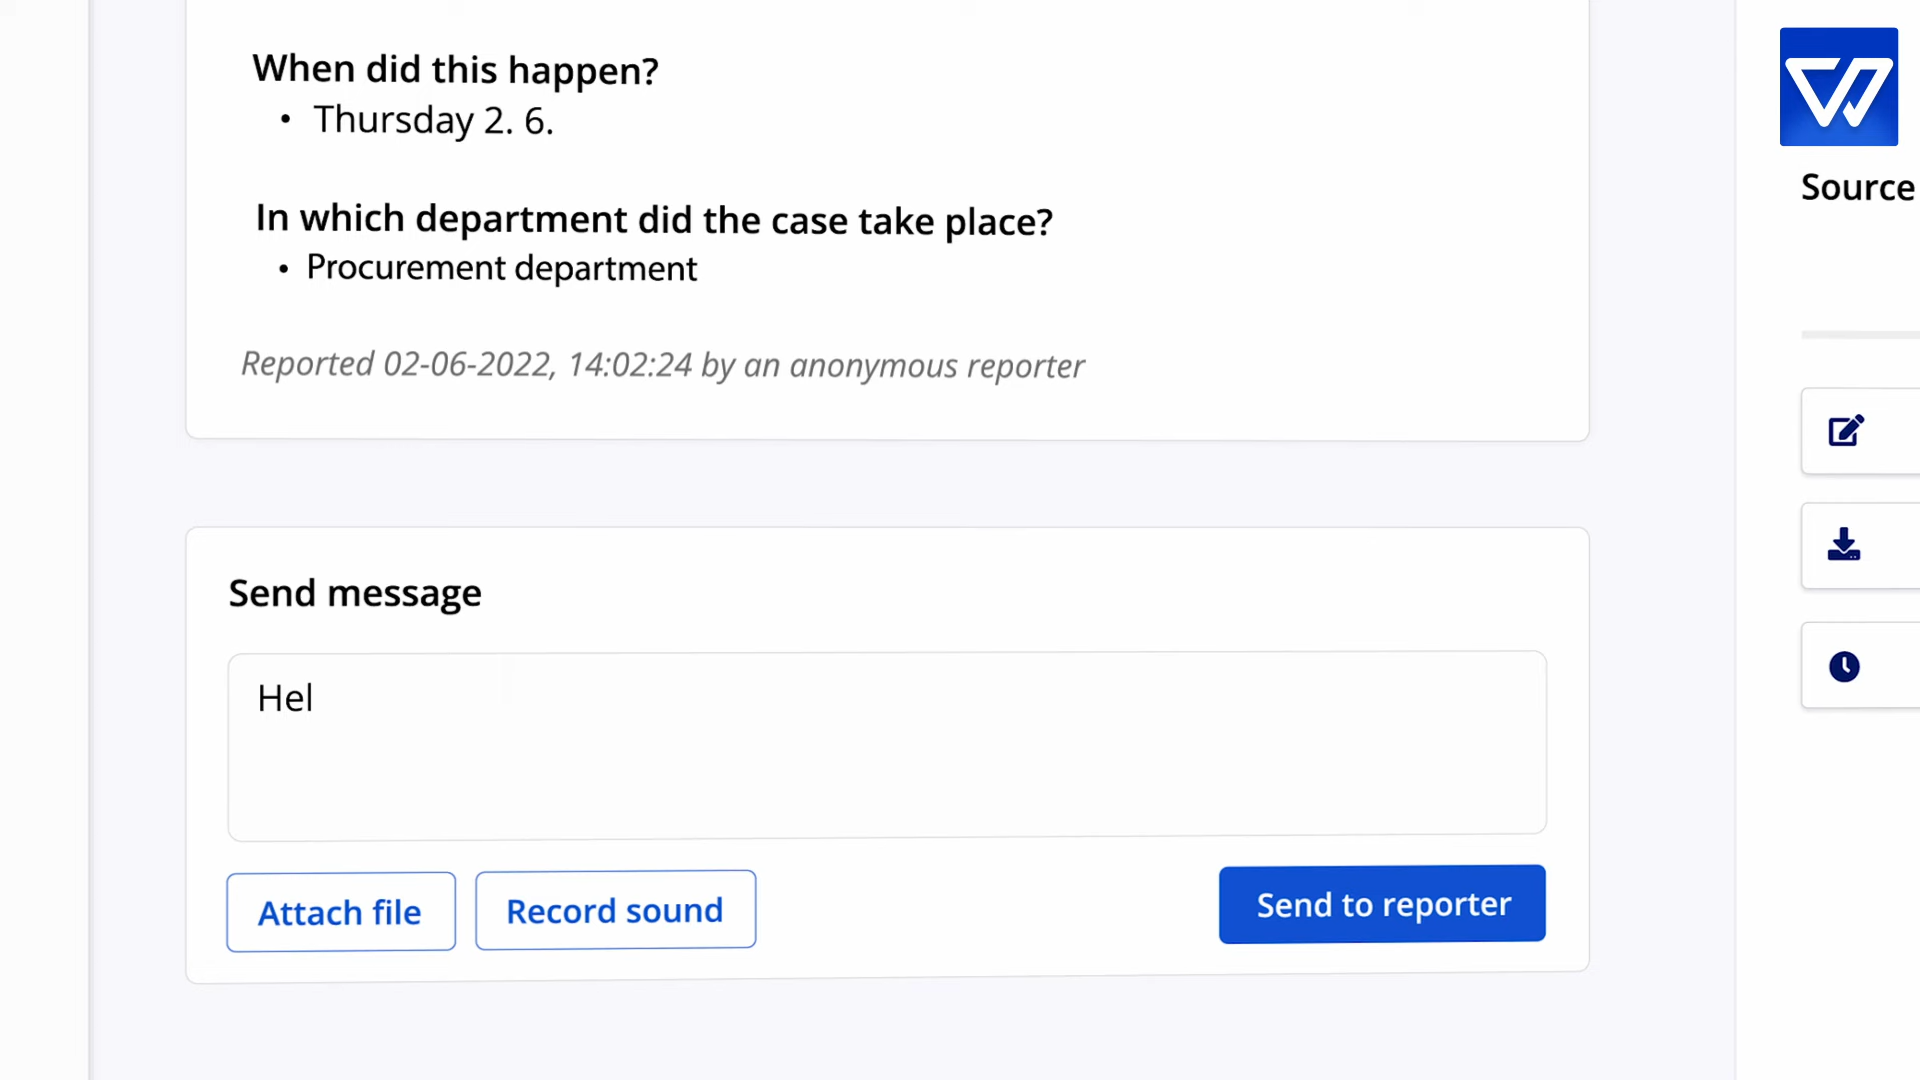 When did this happen?
• Thursday 2. 6.
In which department did the case take place?
• Procurement department
Reported 02-06-2022, 14:02:24 by an anonymous reporter
Source
Send message
Hel
Attach file
Record sound
Send to reporter